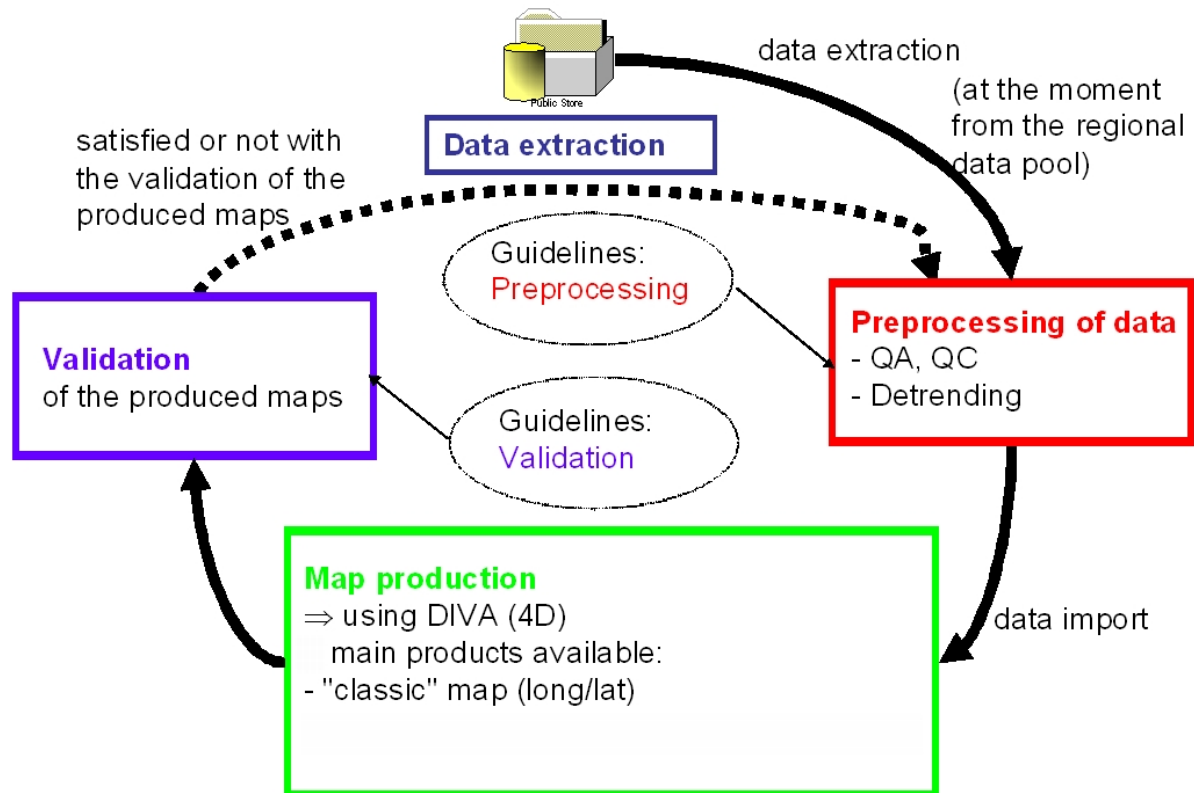 Public Store
data extraction
(at the moment
from the regional
data pool)
Data extraction
satisfied or not with
the validation of the
produced maps
Guidelines:
Preprocessing
Preprocessing of data
- QA, QC
- Detrending
Validation
of the produced maps
Guidelines:
Validation
data import
Map production
⇒ using DIVA (4D)
main products available:
- "classic" map (long/lat)